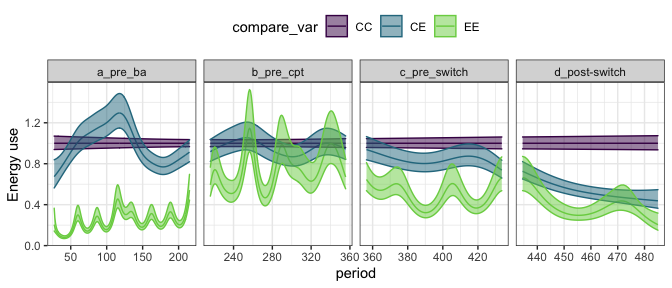 compare_var CC CE EE
a_pre_ba b_pre_cpt c_pre_switch d_post-switch
Energy use
1.2
0.8
0.4
0.0
50 100 150 200 240 280 320 360 360 380 400 420 440 450 460 470 480
period